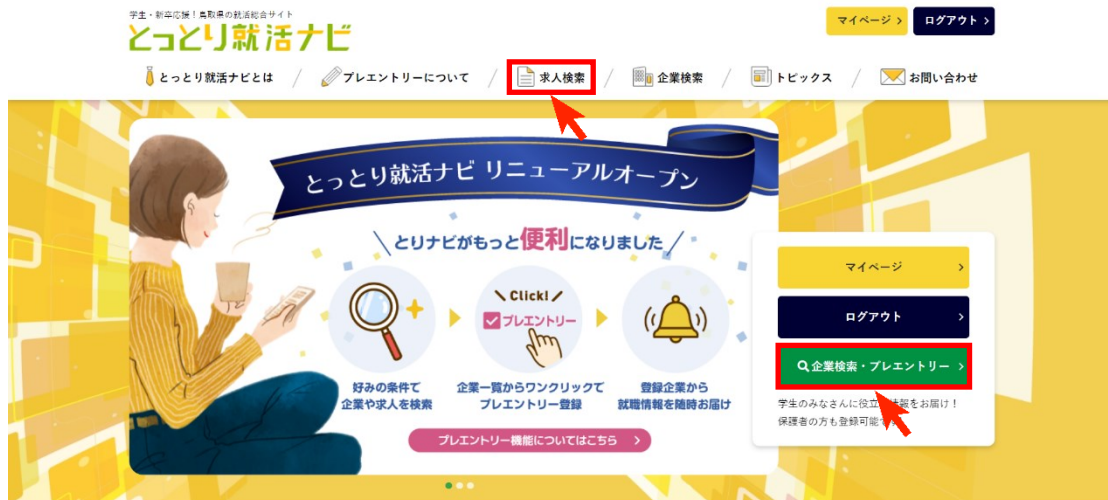 学生・新卒応援！鳥取県の就活総合サイト
とっとり就活ナビ
マイページ
ログアウト
とっとり就活ナビとは
プレエントリーについて
求人検索
企業検索
トピックス
お問い合わせ
とっとり就活ナビ リニューアルオープン
とりナビがもっと便利になりました
Click!
プレエントリー
好みの条件で
企業や求人を検索
企業一覧からワンクリックで
プレエントリー登録
登録企業から
就職情報を随時お届け
プレエントリー機能についてはこちら
マイページ
ログアウト
企業検索・プレエントリー
学生のみなさんに役立 情報をお届け！
保護者の方も登録可能